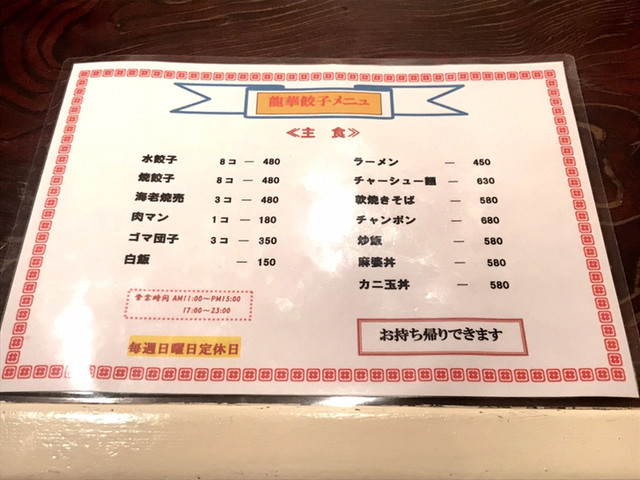 龍華餃子メニュ
≪主 食≫
水餃子 8コ ― 480
焼餃子 8コ ― 480
海老焼売 3コ ― 480
肉マン 1コ ― 180
ゴマ団子 3コ ― 350
白飯 ― 150
ラーメン ― 450
チャーシュー麺 ― 630
軟焼きそば ― 580
チャンポン ― 680
炒飯 ― 580
麻婆丼 ― 580
カニ玉丼 ― 580
営業時間 AM11:00～PM15:00
17:00～23:00
毎週日曜日定休日
お持ち帰りできます